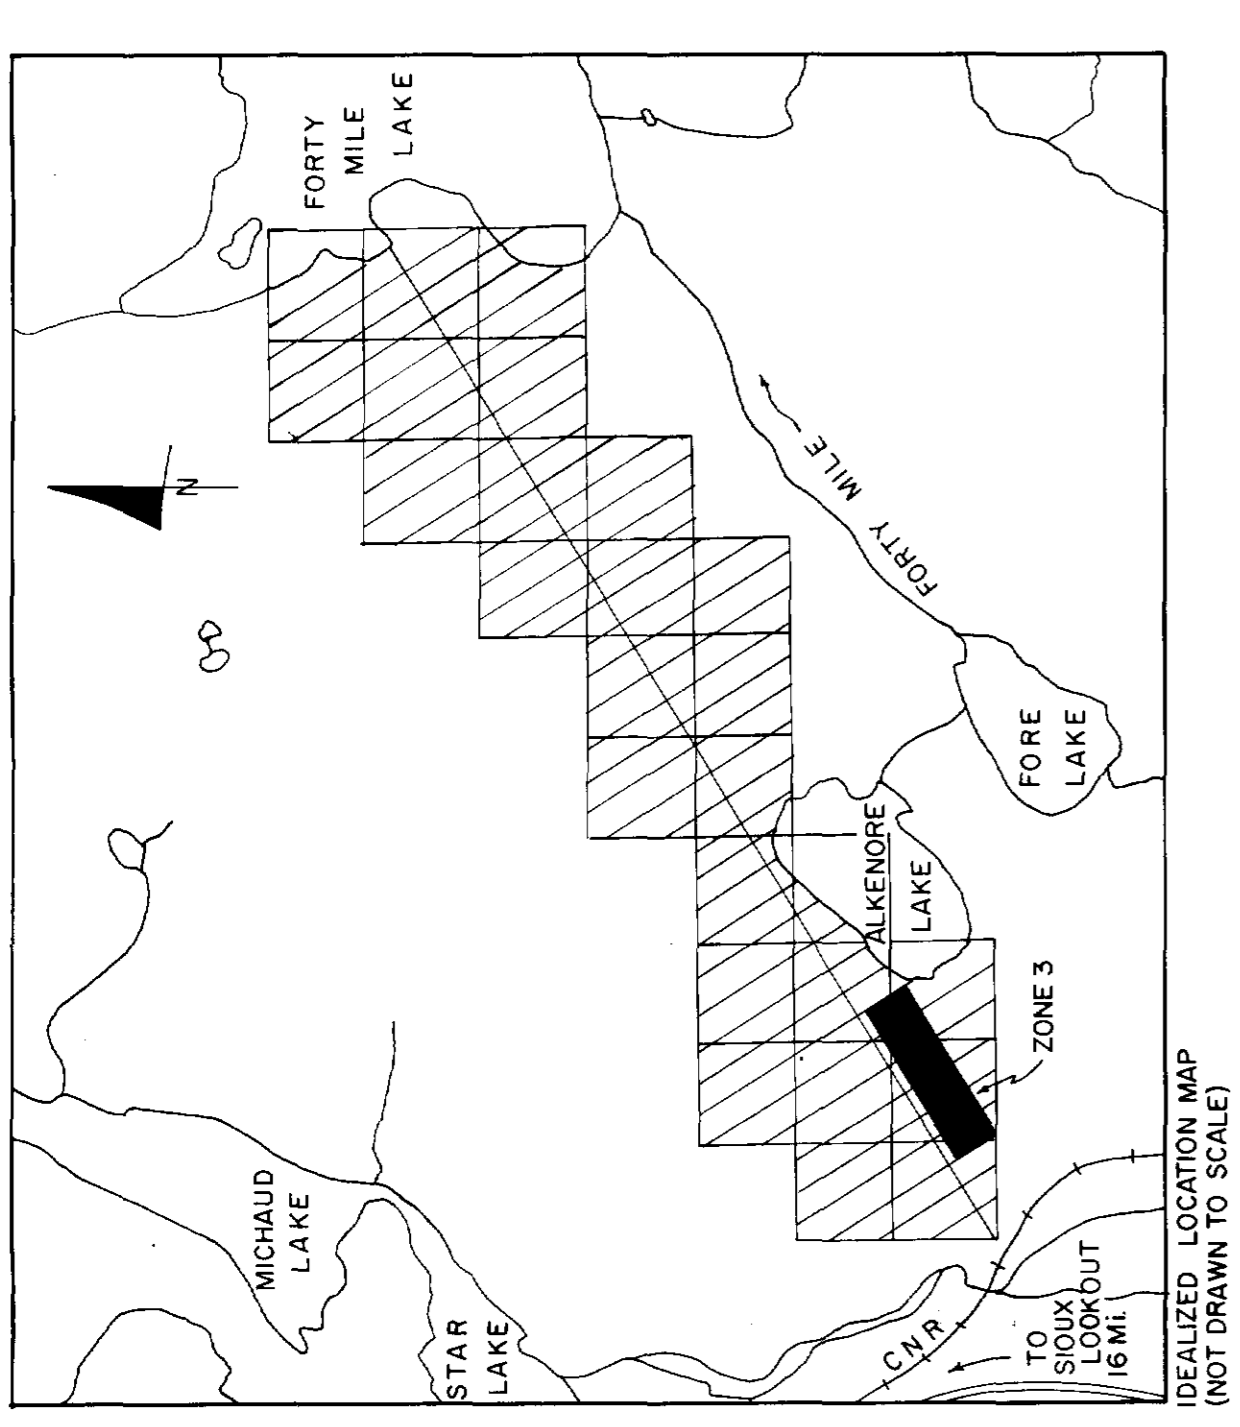 FORTY
MILE
LAKE
N
FORTY MILE
MICHAUD
LAKE
STAR
LAKE
ALKENORE
LAKE
FORE
LAKE
ZONE 3
CNR
TO
SIOUX
LOOKOUT
16 Mi.
IDEALIZED LOCATION MAP
(NOT DRAWN TO SCALE)